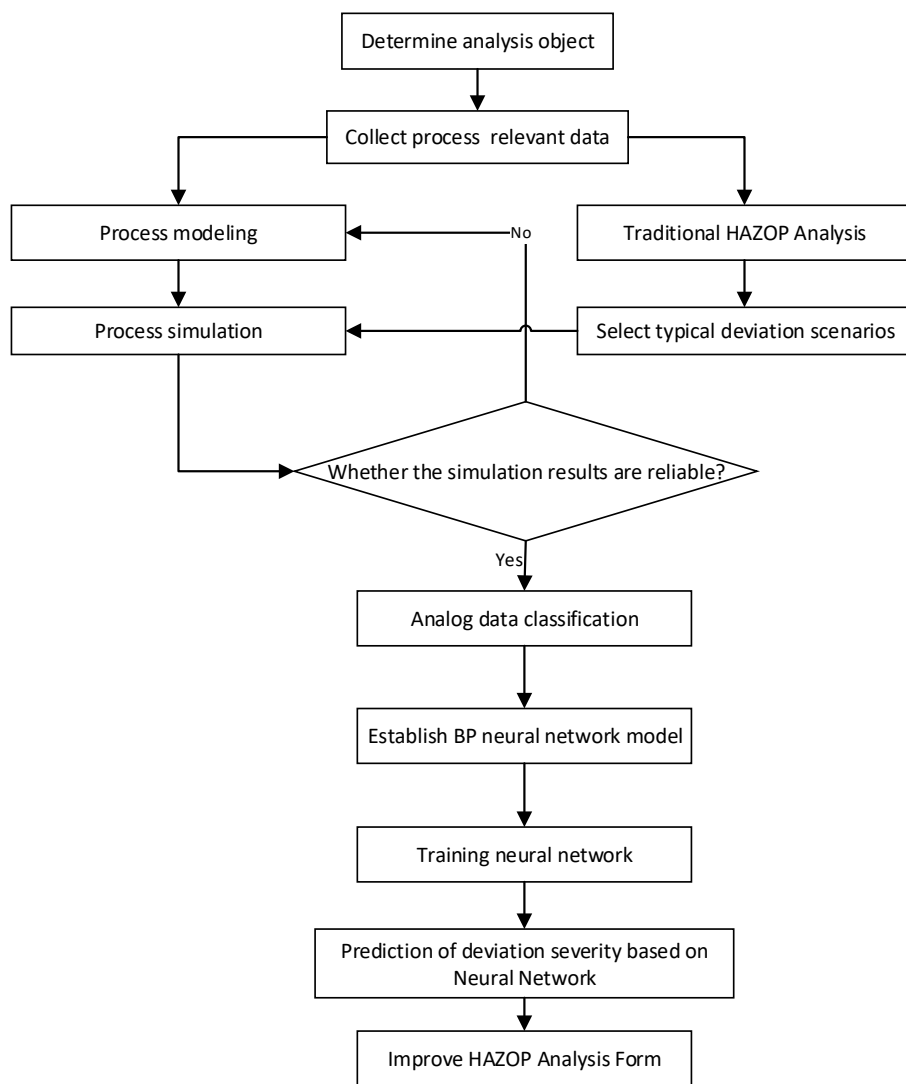 Determine analysis object
Collect process relevant data
Process modeling
No
Traditional HAZOP Analysis
Process simulation
Select typical deviation scenarios
Whether the simulation results are reliable?
Yes
Analog data classification
Establish BP neural network model
Training neural network
Prediction of deviation severity based on
Neural Network
Improve HAZOP Analysis Form